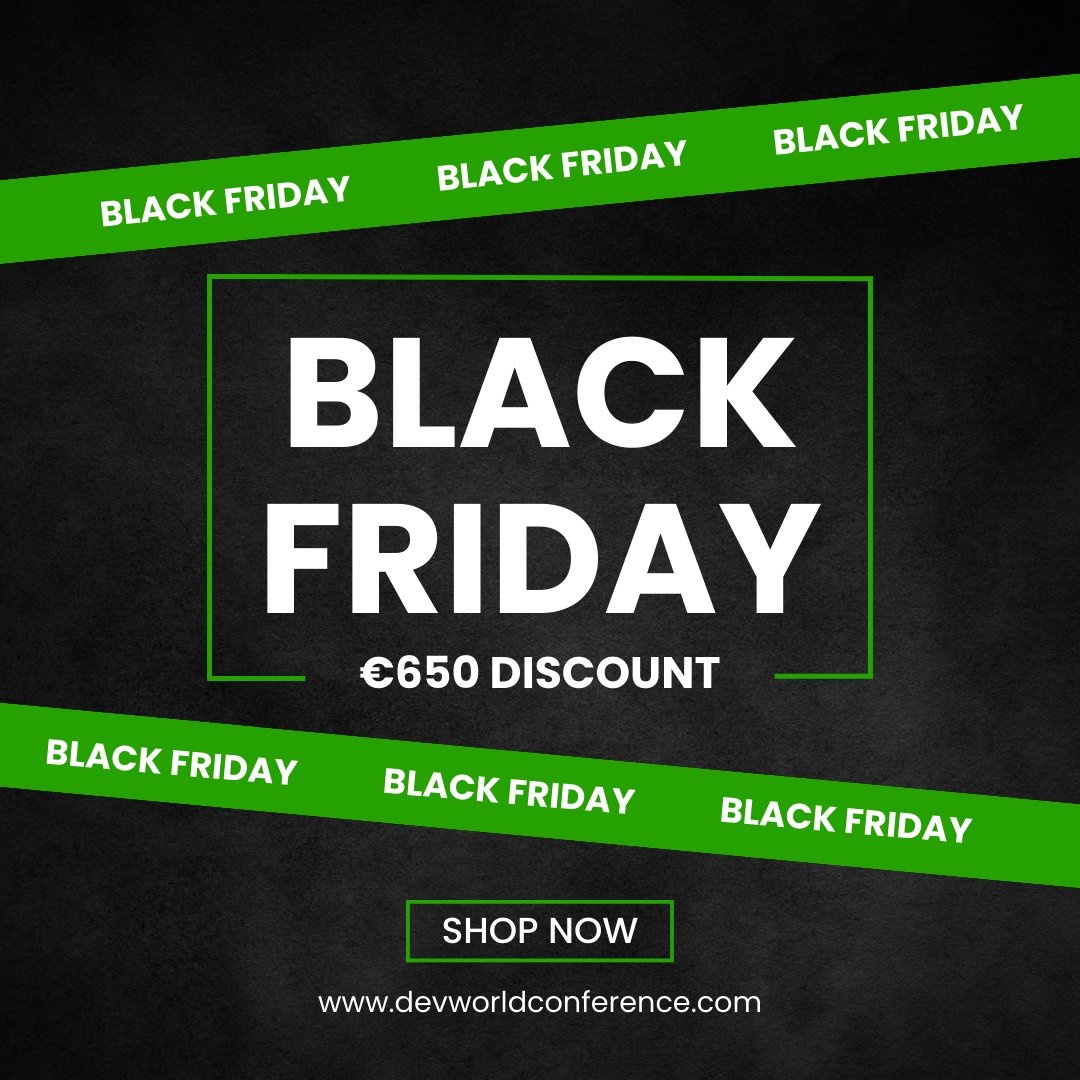 BLACK FRIDAY BLACK FRIDAY BLACK FRIDAY
BLACK
FRIDAY
€650 DISCOUNT
BLACK FRIDAY BLACK FRIDAY BLACK FRIDAY
SHOP NOW
www.devworldconference.com